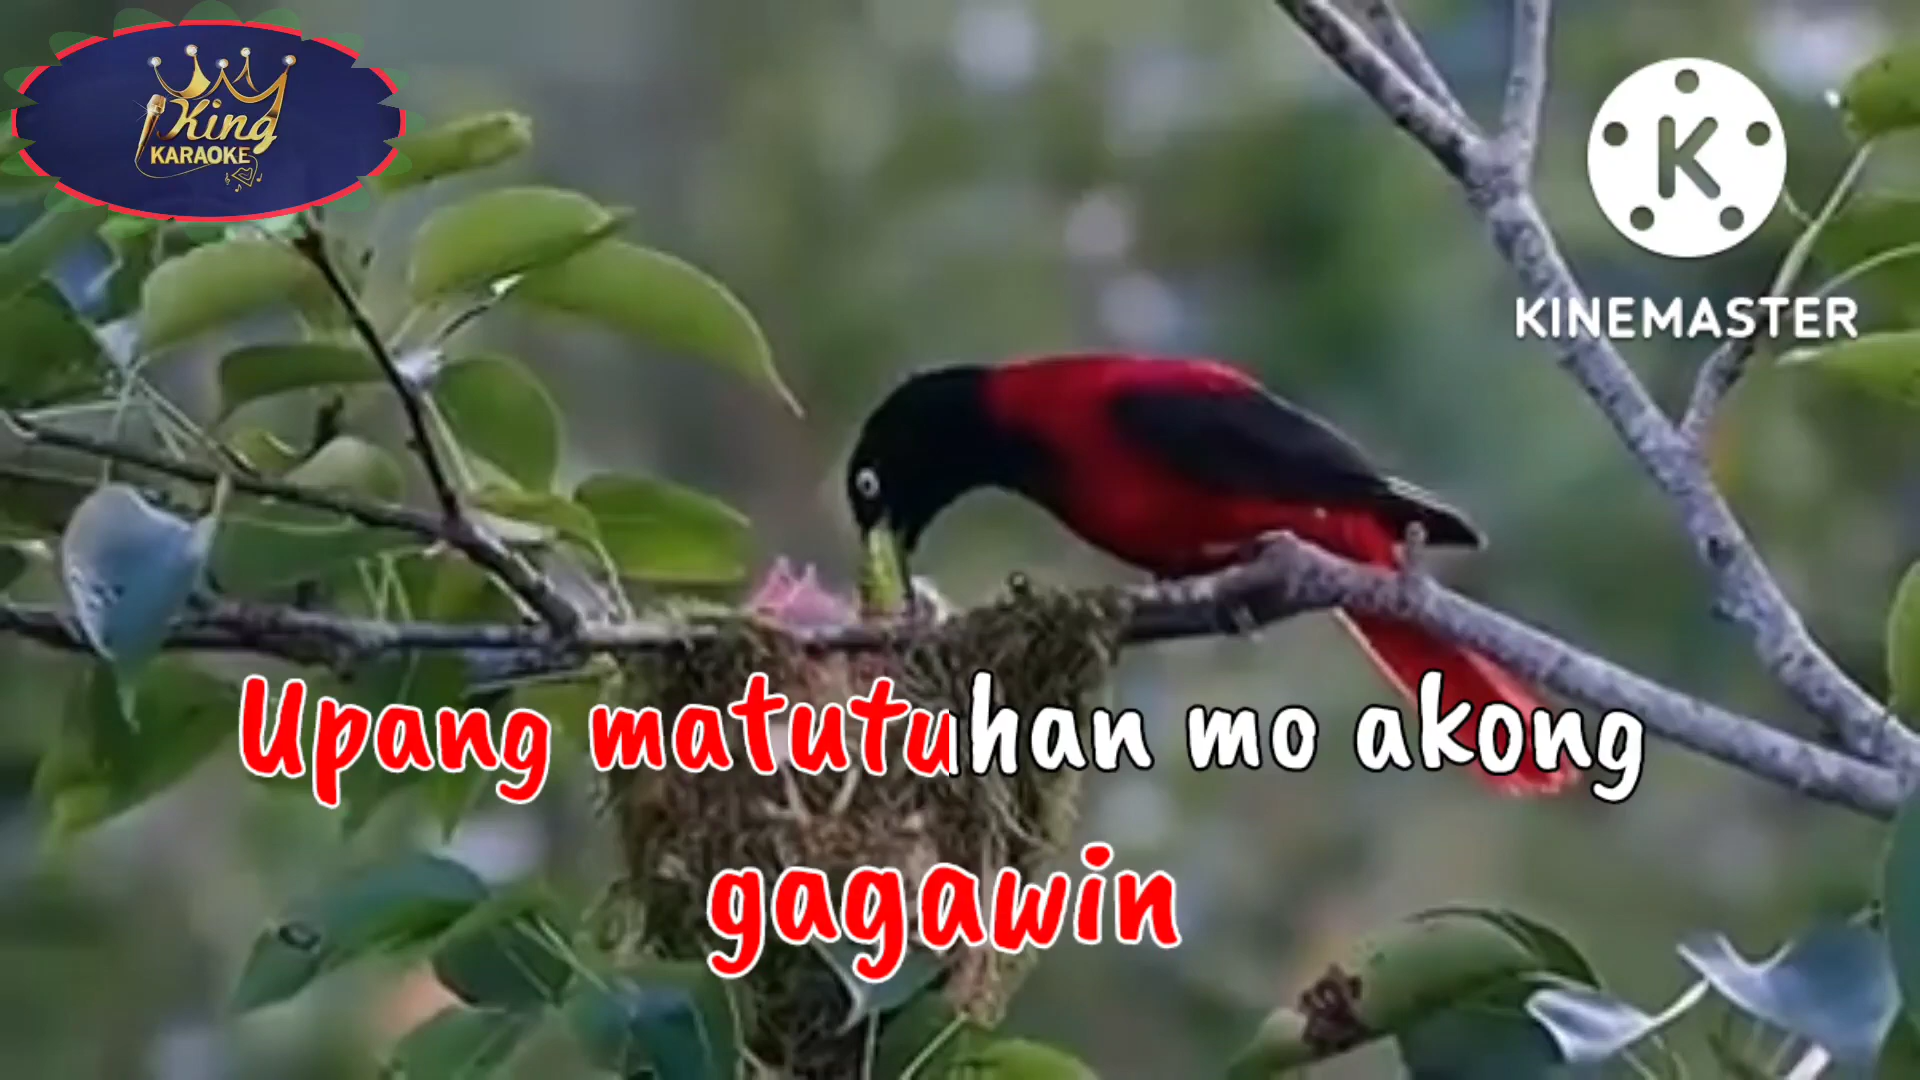 King
KARAOKE
K
KINEMASTER
Upang matutuhan mo akong
gagawin